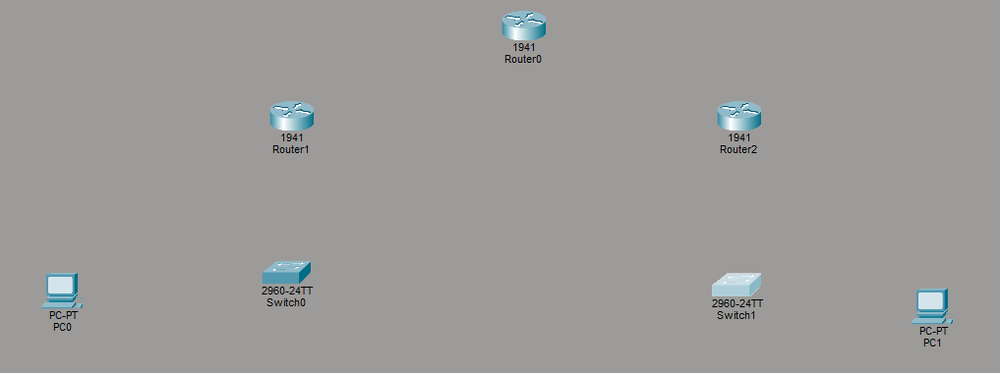 1941
Router0
1941
Router1
1941
Router2
2960-24TT
Switch0
2960-24TT
Switch1
PC-PT
PC0
PC-PT
PC1